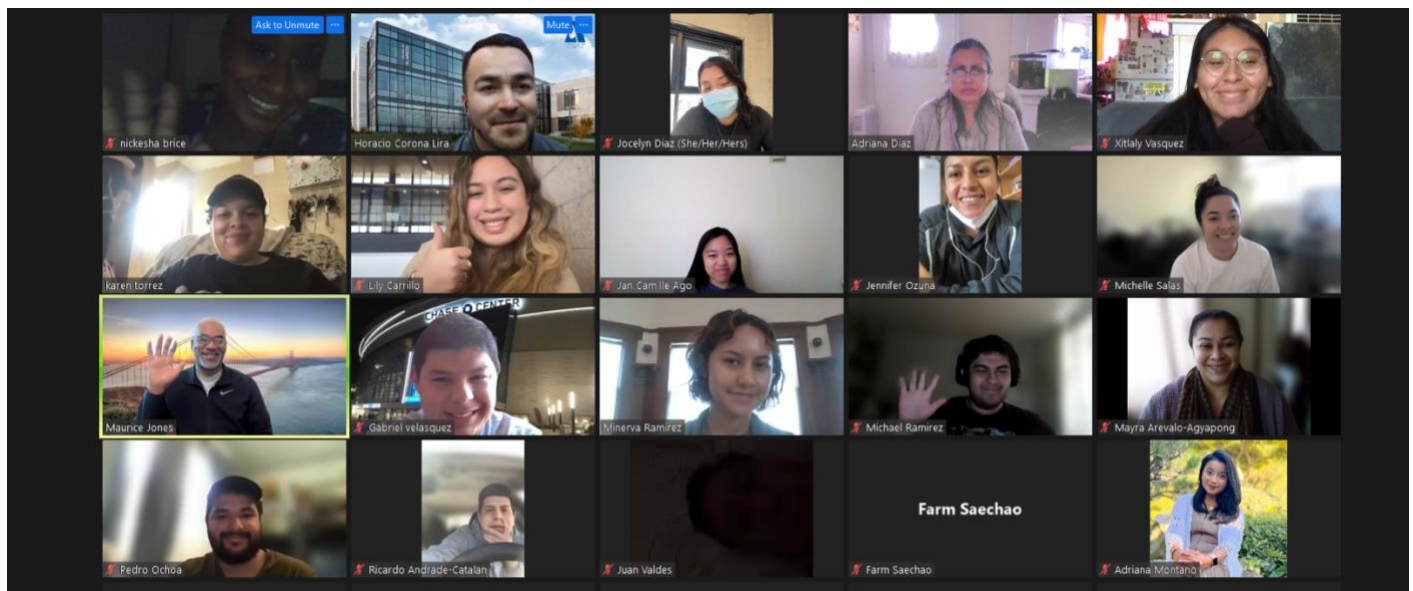 Ask to Unmute ...
Mute ...
nickesha brice
Horacio Corona Lira
Jocelyn Diaz (She/Her/Hers)
Adriana Diaz
Xitlaly Vasquez
karen torrez
Lily Carrillo
Jan Camille Ago
Jennifer Ozuna
Michelle Salas
CHASE CENTER
Maurice Jones
Gabriel velasquez
Minerva Ramirez
Michael Ramirez
Mayra Arevalo-Agyapong
Farm Saechao
Pedro Ochoa
Ricardo Andrade-Catalan
Juan Valdes
Farm Saechao
Adriana Montano